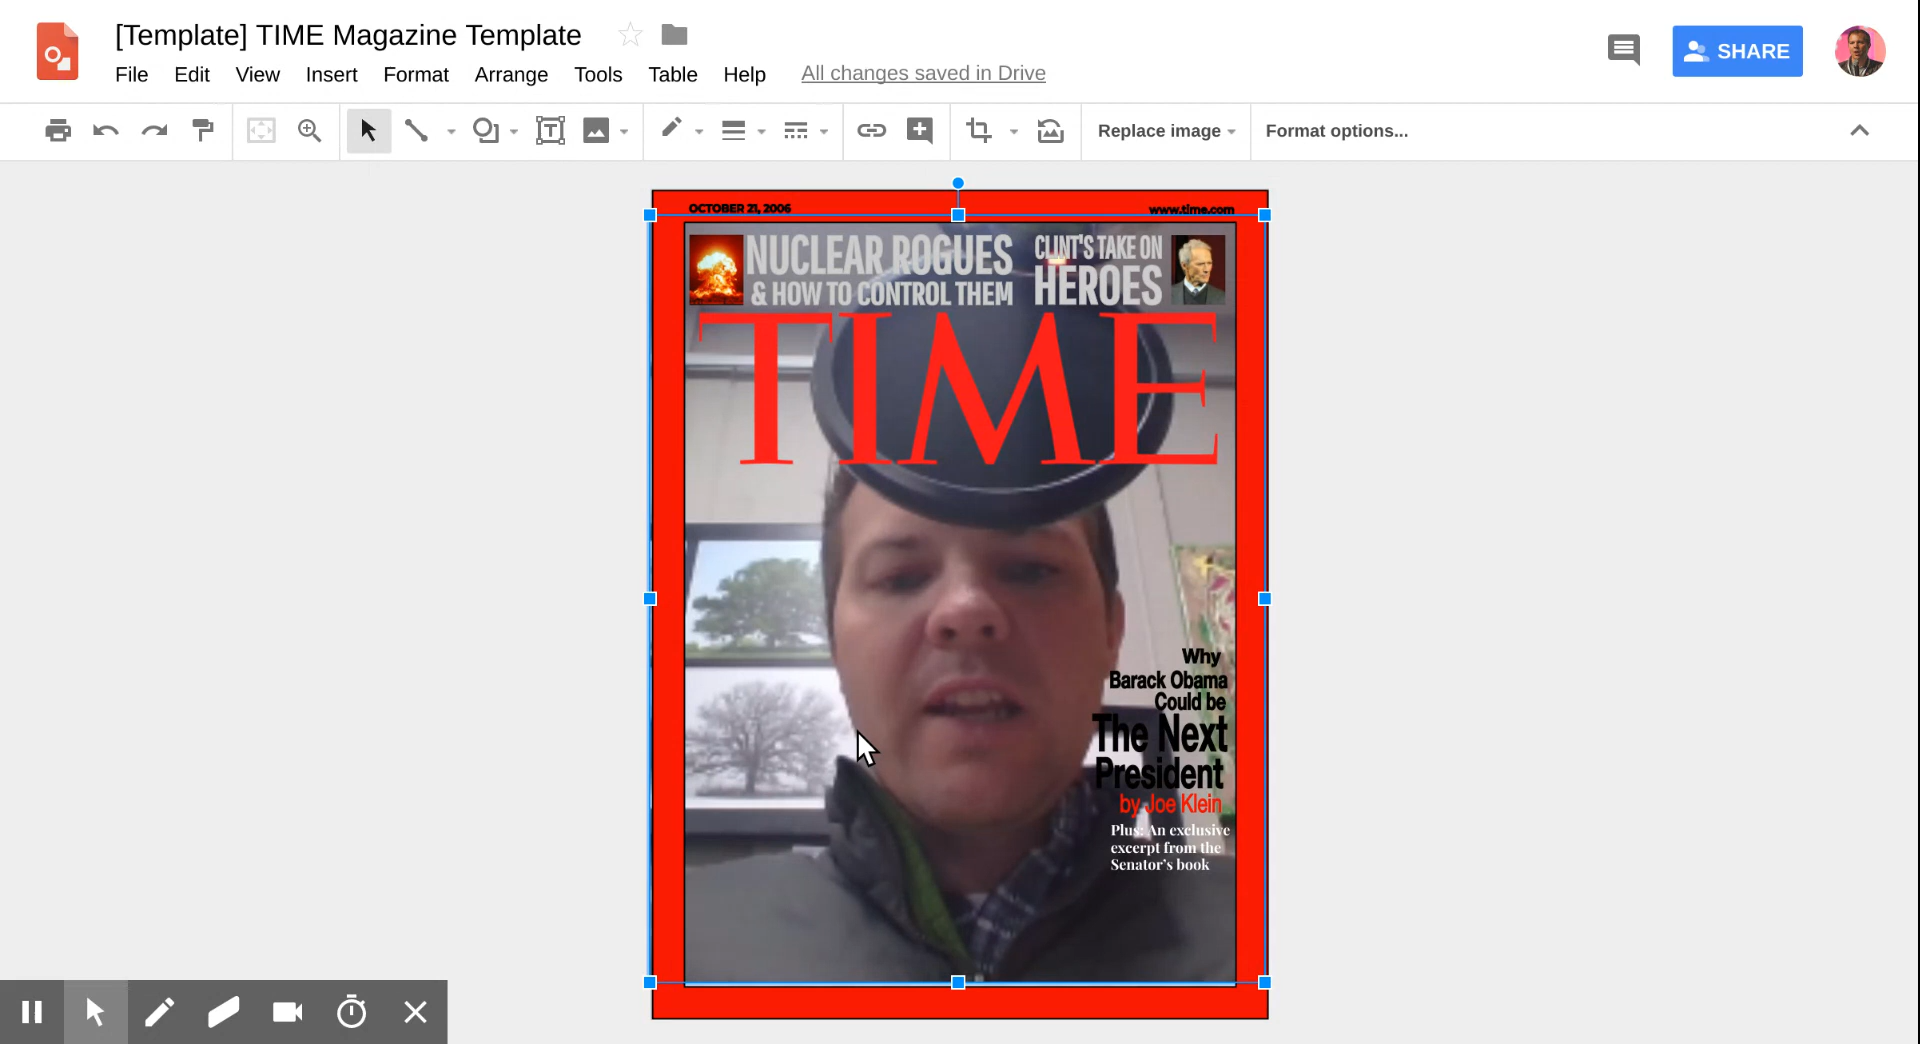 [Template] TIME Magazine Template
File Edit View Insert Format Arrange Tools Table Help All changes saved in Drive
SHARE
Replace image Format options...
OCTOBER 21, 2006 www.time.com
NUCLEAR ROGUES
& HOW TO CONTROL THEM
CLINT'S TAKE ON
HEROES
TIME
Why
Barack Obama
Could be
The Next
President
by Joe Klein
Plus: An exclusive
excerpt from the
Senator's book